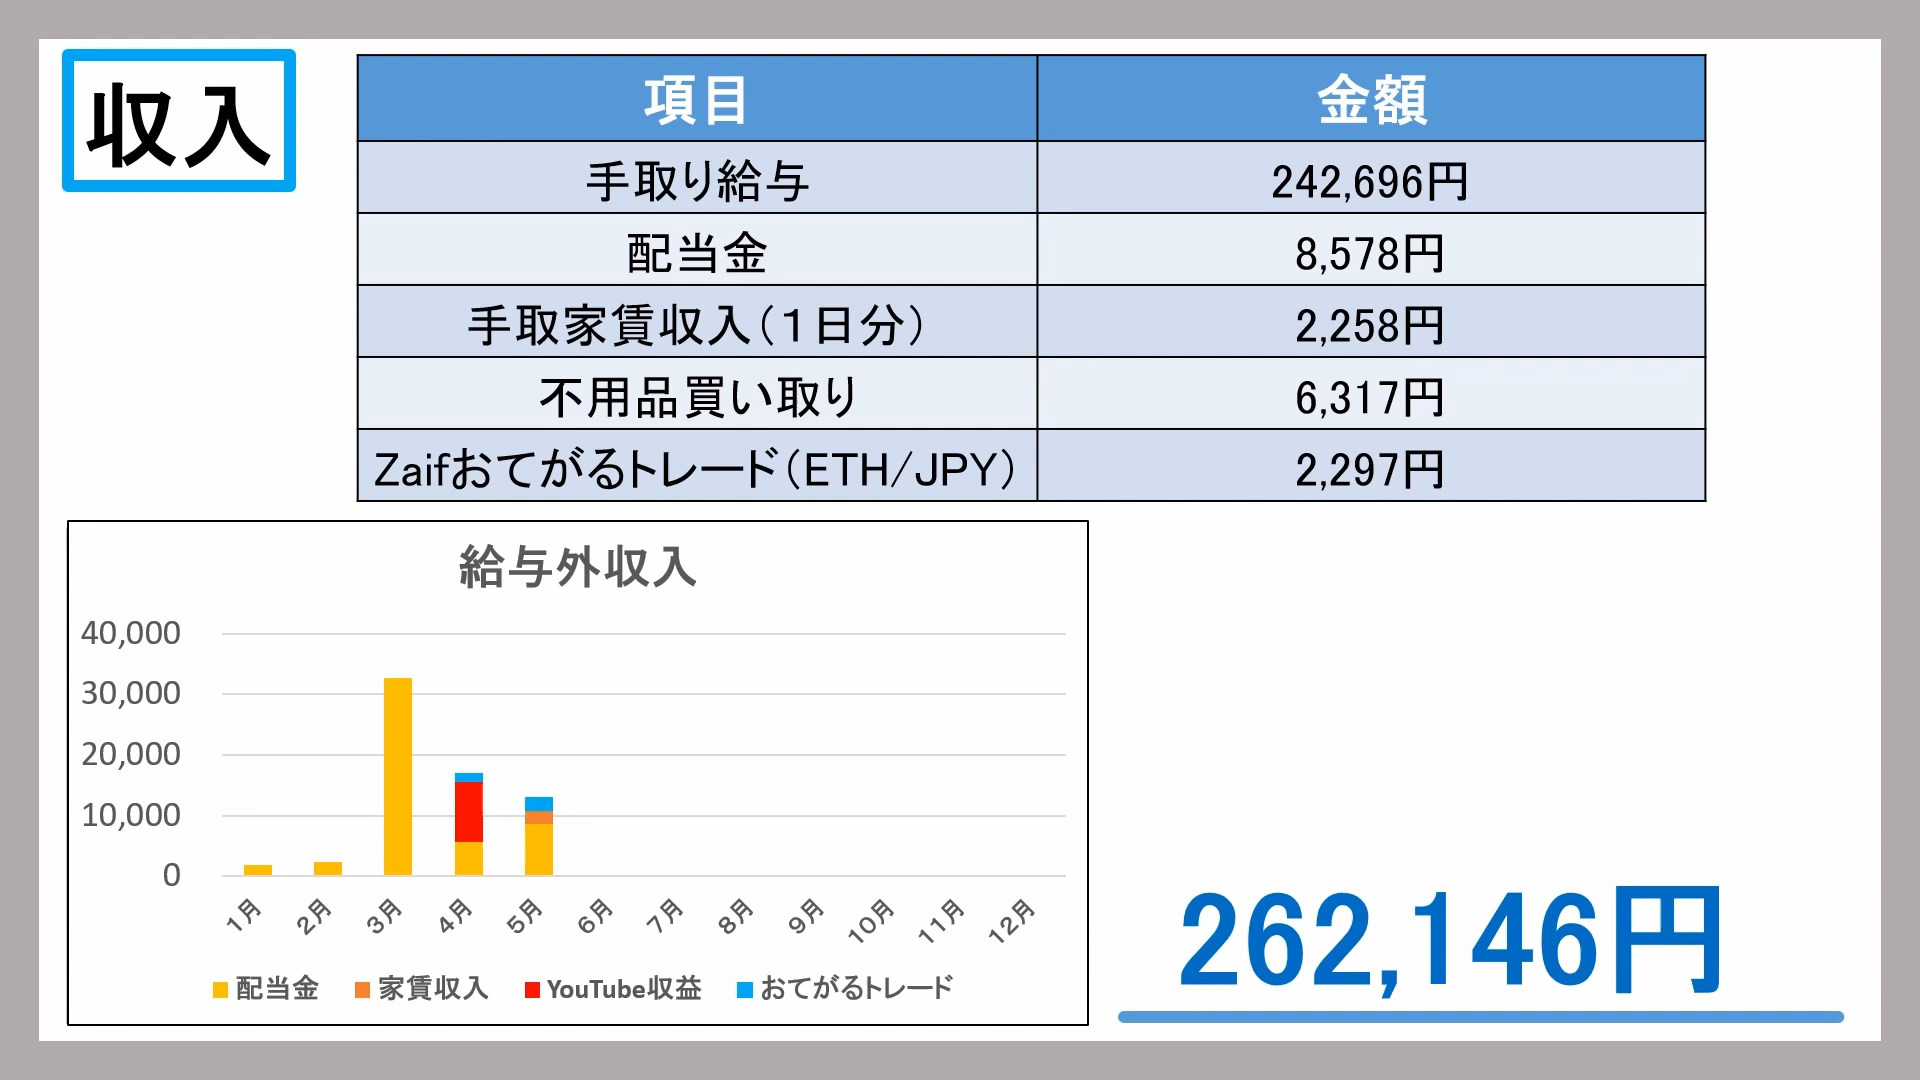 収入
項目 金額
手取り給与 242,696円
配当金 8,578円
手取家賃収入（１日分） 2,258円
不用品買い取り 6,317円
Zaifおてがるトレード（ETH/JPY） 2,297円
給与外収入
40,000
30,000
20,000
10,000
0
1月 2月 3月 4月 5月 6月 7月 8月 9月 10月 11月 12月
配当金 家賃収入 YouTube収益 おてがるトレード
262,146円